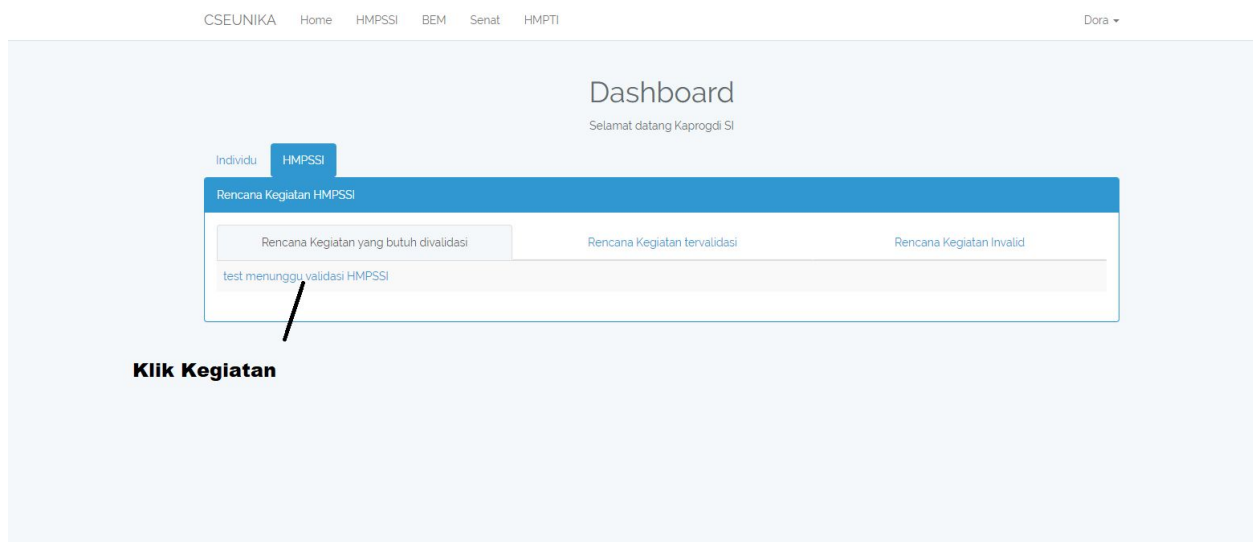 CSEUNIKA Home HMPSSI BEM Senat HMPTI Dora
Dashboard
Selamat datang Kaprogdi SI
Individu HMPSSI
Rencana Kegiatan HMPSSI
Rencana Kegiatan yang butuh divalidasi Rencana Kegiatan tervalidasi Rencana Kegiatan Invalid
test menunggu validasi HMPSSI
Klik Kegiatan